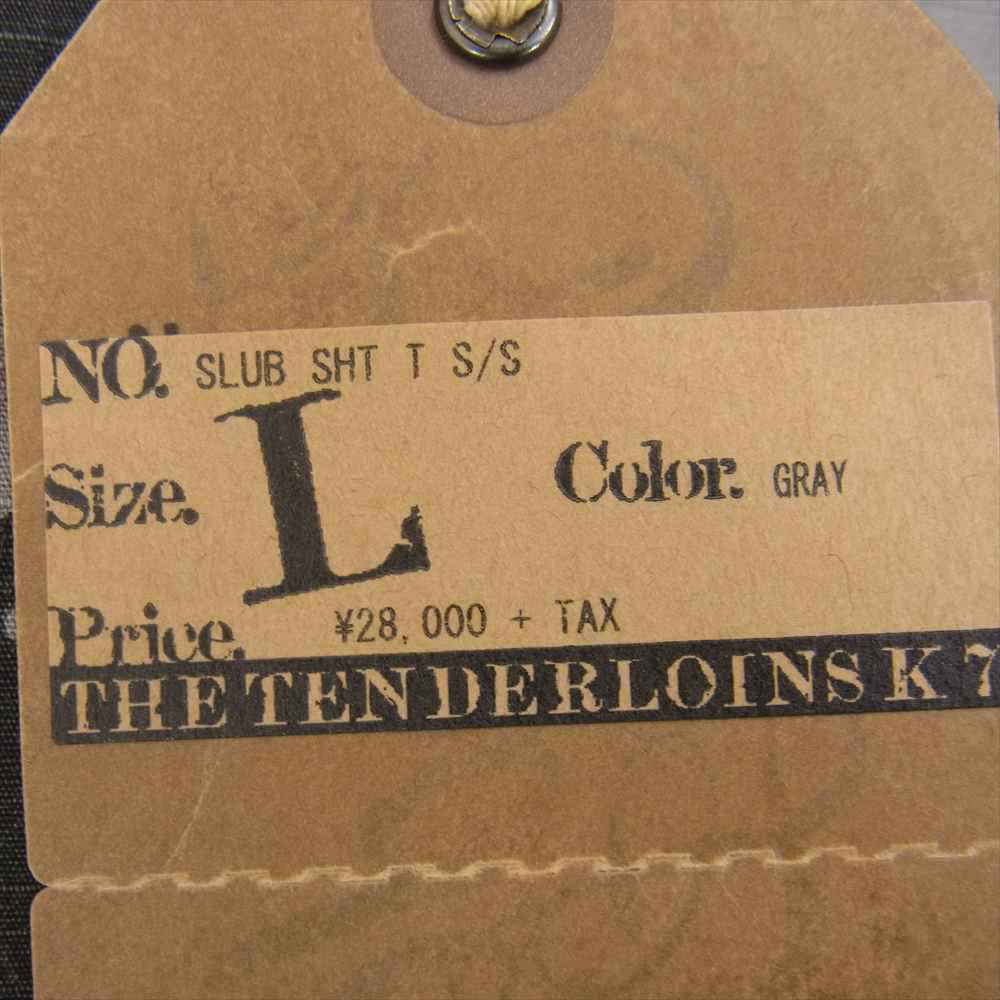 NO. SLUB SHT T S/S
Size. L Color. GRAY
Price. ¥28,000 + TAX
THE TENDERLOINS K 7